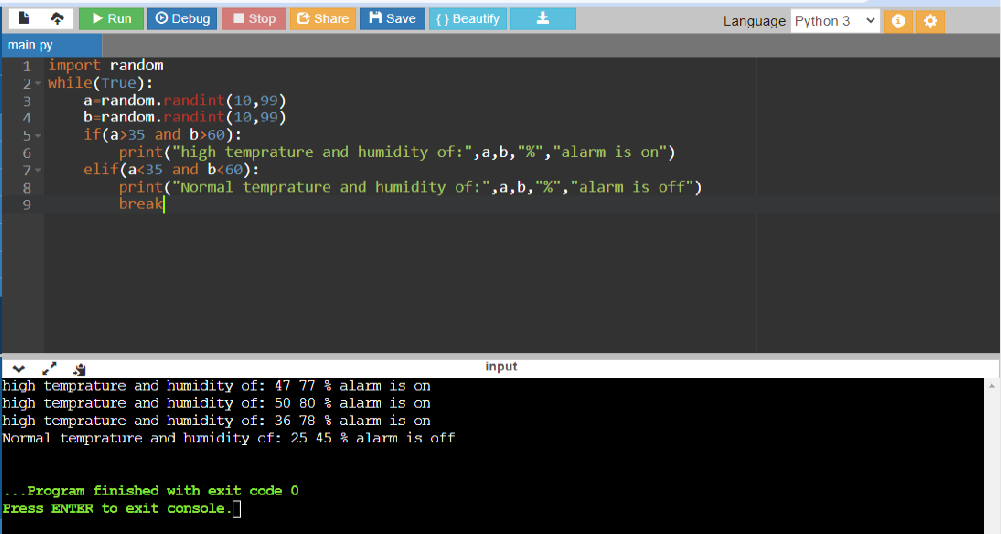 Run Debug Stop Share Save { } Beautify Language Python 3
main py
1 import random
2 while(True):
3 a=random.randint(10,99)
4 b=random.randint(10,99)
5 if(a>35 and b>60):
6 print("high temprature and humidity of:",a,b,"%","alarm is on")
7 elif(a<35 and b<60):
8 print("Normal temprature and humidity of:",a,b,"%","alarm is off")
9 break
input
high temprature and humidity of: 47 77 % alarm is on
high temprature and humidity of: 50 80 % alarm is on
high temprature and humidity of: 36 78 % alarm is on
Normal temprature and humidity of: 25 45 % alarm is off
...Program finished with exit code 0
Press ENTER to exit console.